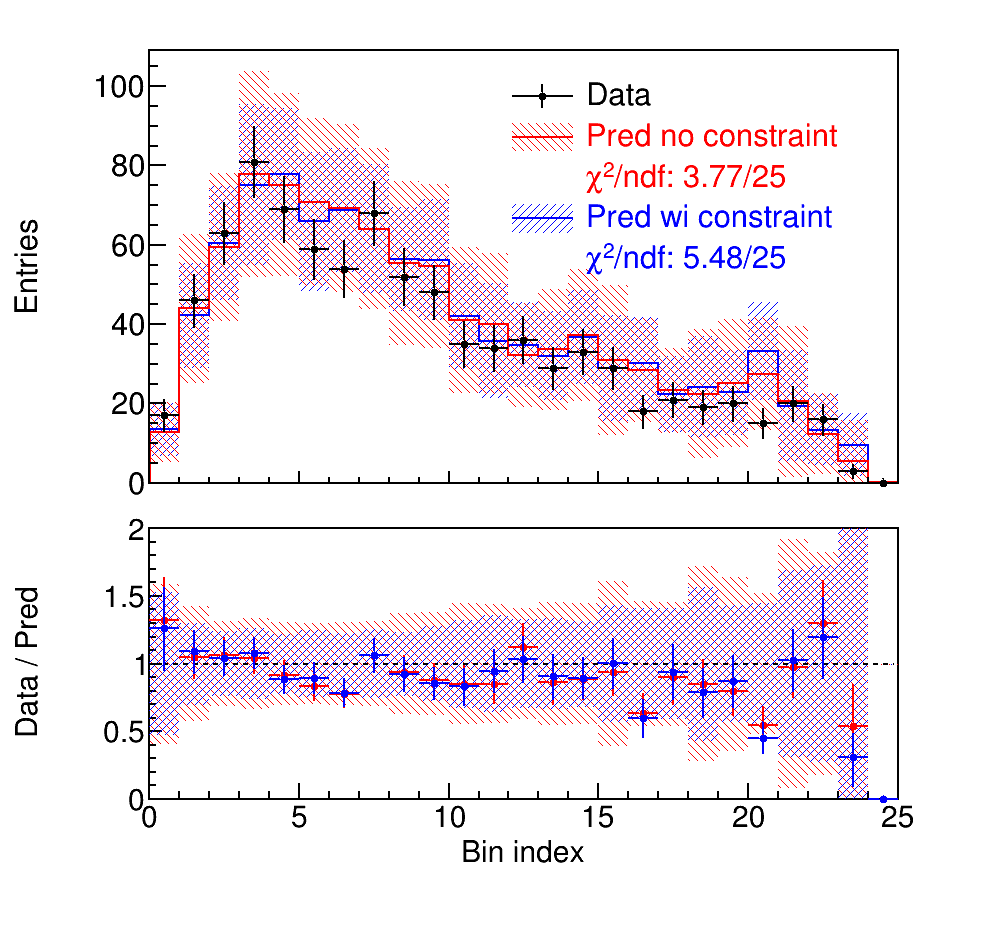 Entries
100
80
60
40
20
0
Data
Pred no constraint
χ²/ndf: 3.77/25
Pred wi constraint
χ²/ndf: 5.48/25
Data / Pred
2
1.5
1
0.5
0
0 5 10 15 20 25
Bin index